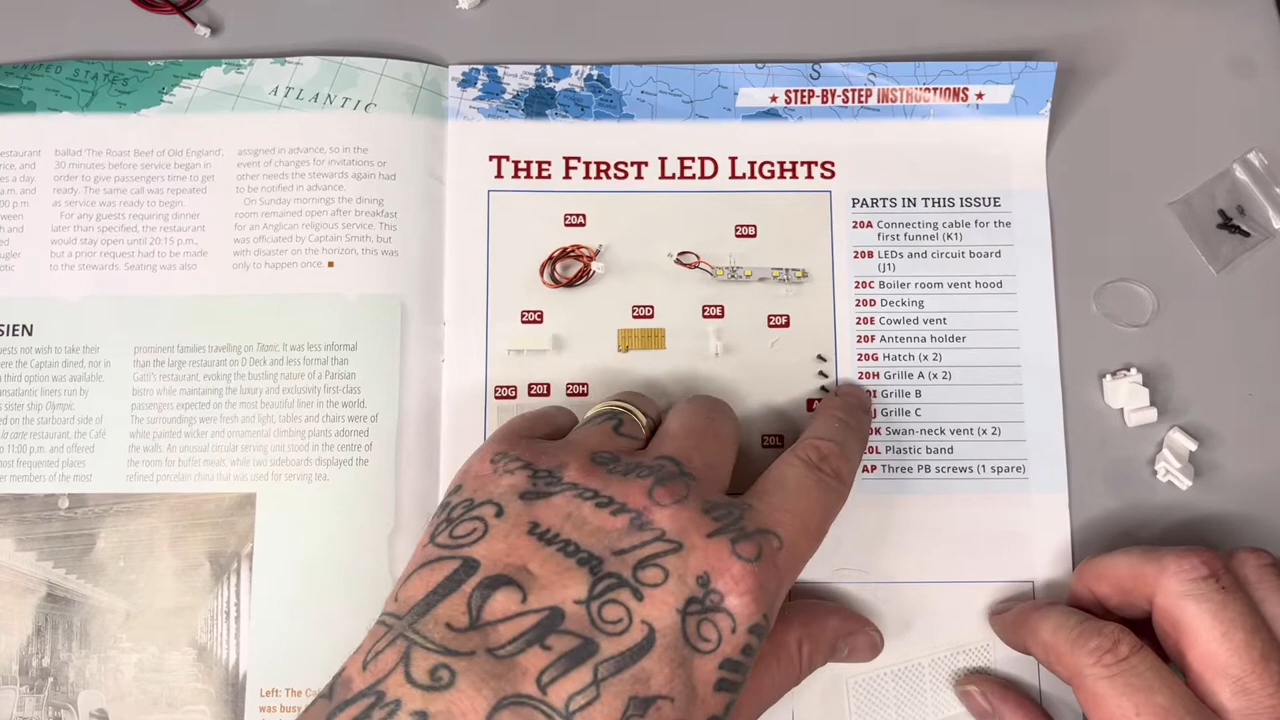 UNITED STATES
ATLANTIC
★ STEP-BY-STEP INSTRUCTIONS ★
ballad ‘The Roast Beef of Old England’,
30 minutes before service began in
order to give passengers time to get
ready. The same call was repeated
as service was ready to begin.
For any guests requiring dinner
later than specified, the restaurant
would stay open until 20:15 p.m.,
but a prior request had to be made
to the stewards. Seating was also
assigned in advance, so in the
event of changes for invitations or
other needs the stewards again had
to be notified in advance.
On Sunday mornings the dining
room remained open after breakfast
for an Anglican religious service. This
was officiated by Captain Smith, but
with disaster on the horizon, this was
only to happen once. ■
prominent families travelling on Titanic. It was less informal
than the large restaurant on D Deck and less formal than
Gatti’s restaurant, evoking the bustling nature of a Parisian
bistro while maintaining the luxury and exclusivity first-class
passengers expected on the most beautiful liner in the world.
The surroundings were fresh and light, tables and chairs were of
white painted wicker and ornamental climbing plants adorned
the walls. An unusual circular serving unit stood in the centre of
the room for buffet meals, while two sideboards displayed the
refined porcelain china that was used for serving tea.
Left: The
was busy
THE FIRST LED LIGHTS
20A
20B
20C
20D
20E
20F
20G
20I
20H
20L
PARTS IN THIS ISSUE
20A Connecting cable for the
first funnel (K1)
20B LEDs and circuit board
(J1)
20C Boiler room vent hood
20D Decking
20E Cowled vent
20F Antenna holder
20G Hatch (x 2)
20H Grille A (x 2)
Grille B
Grille C
Swan-neck vent (x 2)
Plastic band
AP Three PB screws (1 spare)
Dream